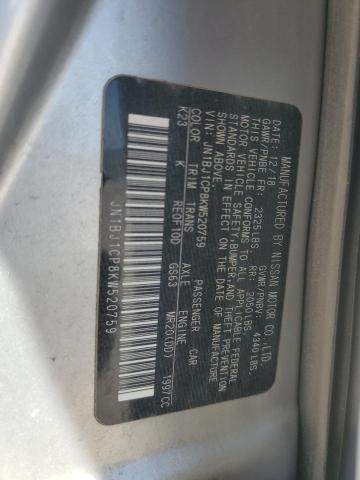 MANUFACTURED BY NISSAN MOTOR CO.,LTD.
DATE: 12/18 GVWR/PNBV: 4340LBS.
GAWR/PNBE FR: 2325LBS RR: 2050LBS.
THIS VEHICLE CONFORMS TO ALL APPLICABLE FEDERAL
MOTOR VEHICLE SAFETY,BUMPER,AND THEFT PREVENTION
STANDARDS IN EFFECT ON THE DATE OF MANUFACTURE
SHOWN ABOVE.
VIN: JN1BJ1CP8KW520759 PASSENGER CAR
COLOR TRIM TRANS AXLE ENGINE
K23 K RE0F10D GS63 MR20(DD) 1997CC
JN1BJ1CP8KW520759